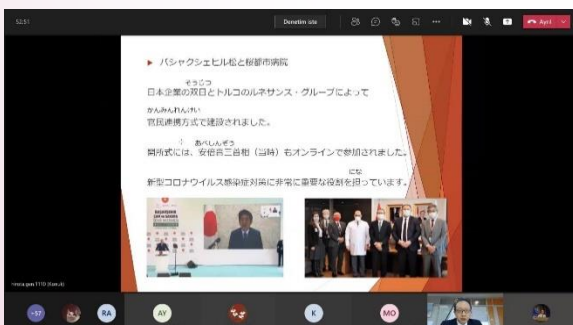 52:51
Denetim iste
Ayrıl
▶ バシャクシェヒル松と桜都市病院
そうじつ
日本企業の双日とトルコのルネサンス・グループによって
かんみんれんけい
官民連携方式で建設されました。
あべしんぞう
開所式には、安倍晋三首相（当時）もオンラインで参加されました。
にな
新型コロナウイルス感染症対策に非常に重要な役割を担っています。
+57
RA
AY
K
MO